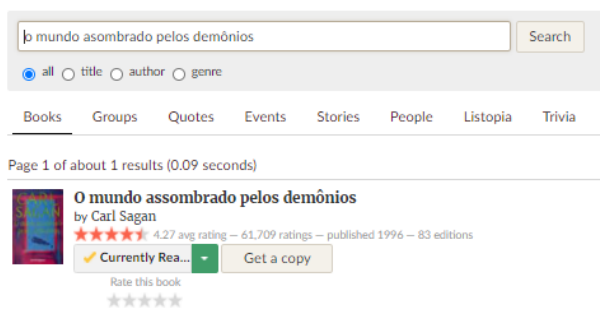 o mundo asombrado pelos demônios
Search
all title author genre
Books Groups Quotes Events Stories People Listopia Trivia
Page 1 of about 1 results (0.09 seconds)
CARL SAGAN
O mundo assombrado pelos demônios
by Carl Sagan
4.27 avg rating — 61,709 ratings — published 1996 — 83 editions
Currently Rea...
Get a copy
Rate this book